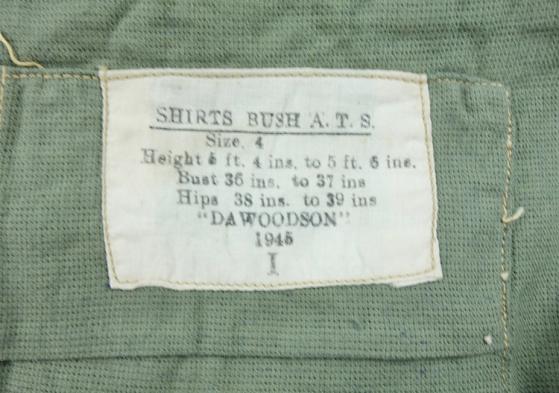 SHIRTS BUSH A. T. S.
Size. 4
Height 5 ft. 4 ins. to 5 ft. 6 ins.
Bust 36 ins. to 37 ins
Hips 38 ins. to 39 ins
"DAWOODSON"
1945
I